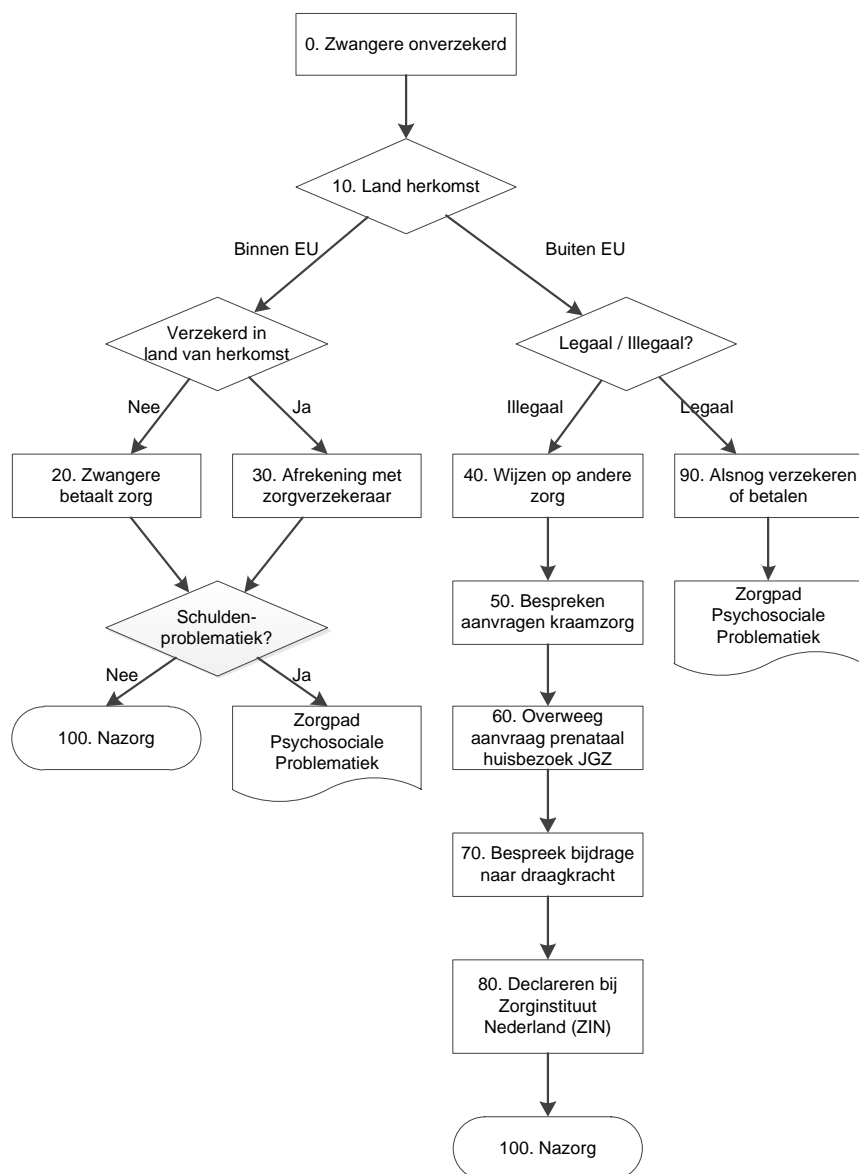 0. Zwangere onverzekerd
10. Land herkomst
Binnen EU
Buiten EU
Verzekerd in
land van herkomst
Legaal / Illegaal?
Nee
Ja
Illegaal
Legaal
20. Zwangere
betaalt zorg
30. Afrekening met
zorgverzekeraar
40. Wijzen op andere
zorg
90. Alsnog verzekeren
of betalen
Schulden-
problematiek?
50. Bespreken
aanvragen kraamzorg
Zorgpad
Psychosociale
Problematiek
Nee
Ja
100. Nazorg
Zorgpad
Psychosociale
Problematiek
60. Overweeg
aanvraag prenataal
huisbezoek JGZ
70. Bespreek bijdrage
naar draagkracht
80. Declareren bij
Zorginstituut
Nederland (ZIN)
100. Nazorg